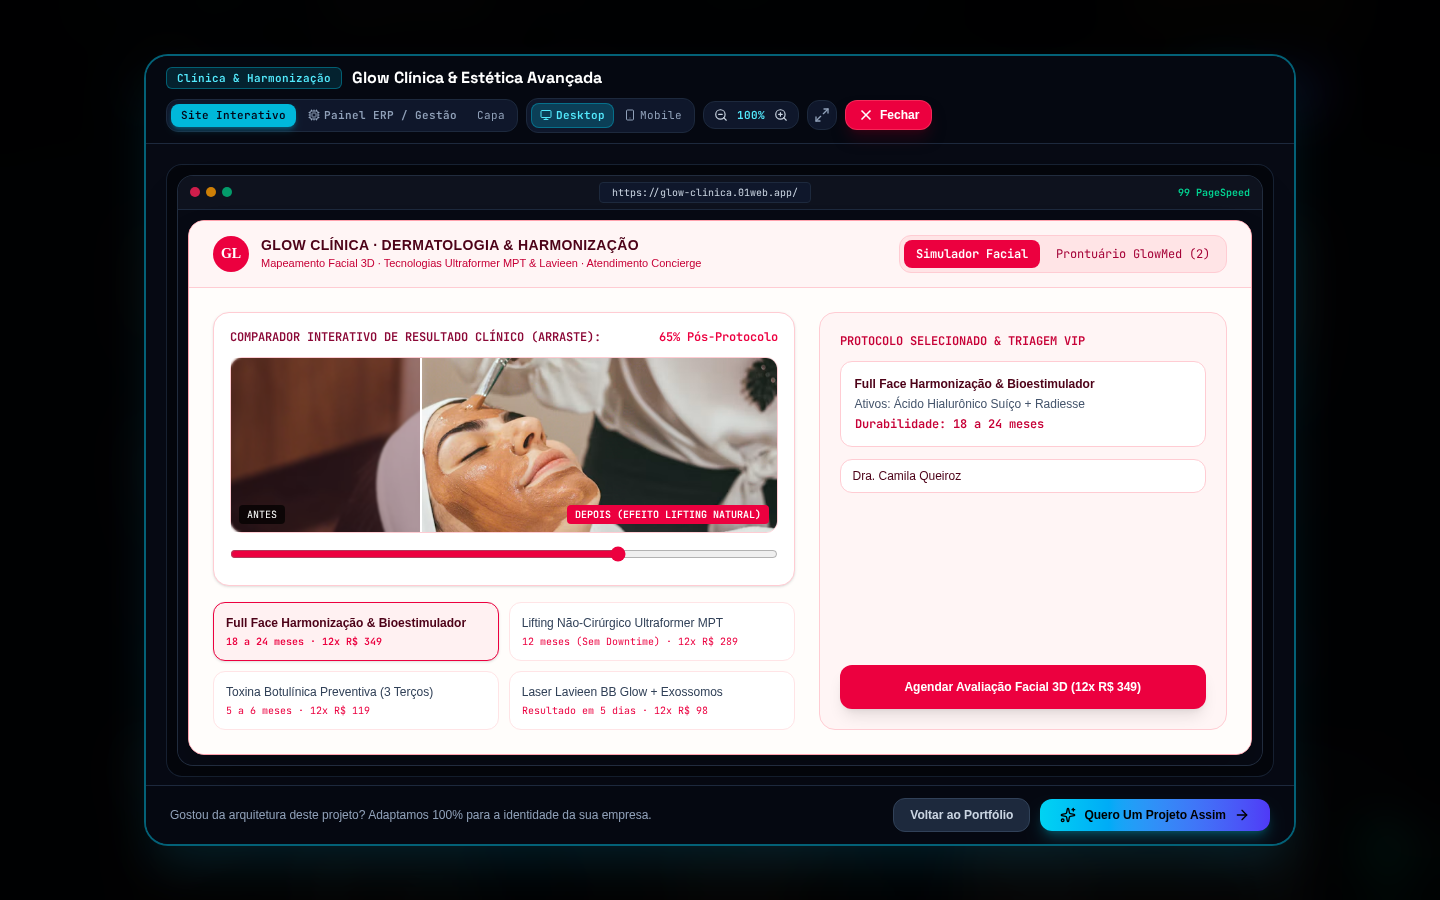 Clínica & Harmonização
Glow Clínica & Estética Avançada
Site Interativo
Painel ERP / Gestão
Capa
Desktop
Mobile
100%
Fechar
https://glow-clinica.01web.app/
99 PageSpeed
GL
GLOW CLÍNICA · DERMATOLOGIA & HARMONIZAÇÃO
Mapeamento Facial 3D · Tecnologias Ultraformer MPT & Lavieen · Atendimento Concierge
Simulador Facial
Prontuário GlowMed (2)
COMPARADOR INTERATIVO DE RESULTADO CLÍNICO (ARRASTE):
65% Pós-Protocolo
ANTES
DEPOIS (EFEITO LIFTING NATURAL)
Full Face Harmonização & Bioestimulador
18 a 24 meses · 12x R$ 349
Lifting Não-Cirúrgico Ultraformer MPT
12 meses (Sem Downtime) · 12x R$ 289
Toxina Botulínica Preventiva (3 Terços)
5 a 6 meses · 12x R$ 119
Laser Lavieen BB Glow + Exossomos
Resultado em 5 dias · 12x R$ 98
PROTOCOLO SELECIONADO & TRIAGEM VIP
Full Face Harmonização & Bioestimulador
Ativos: Ácido Hialurônico Suíço + Radiesse
Durabilidade: 18 a 24 meses
Dra. Camila Queiroz
Agendar Avaliação Facial 3D (12x R$ 349)
Gostou da arquitetura deste projeto? Adaptamos 100% para a identidade da sua empresa.
Voltar ao Portfólio
Quero Um Projeto Assim